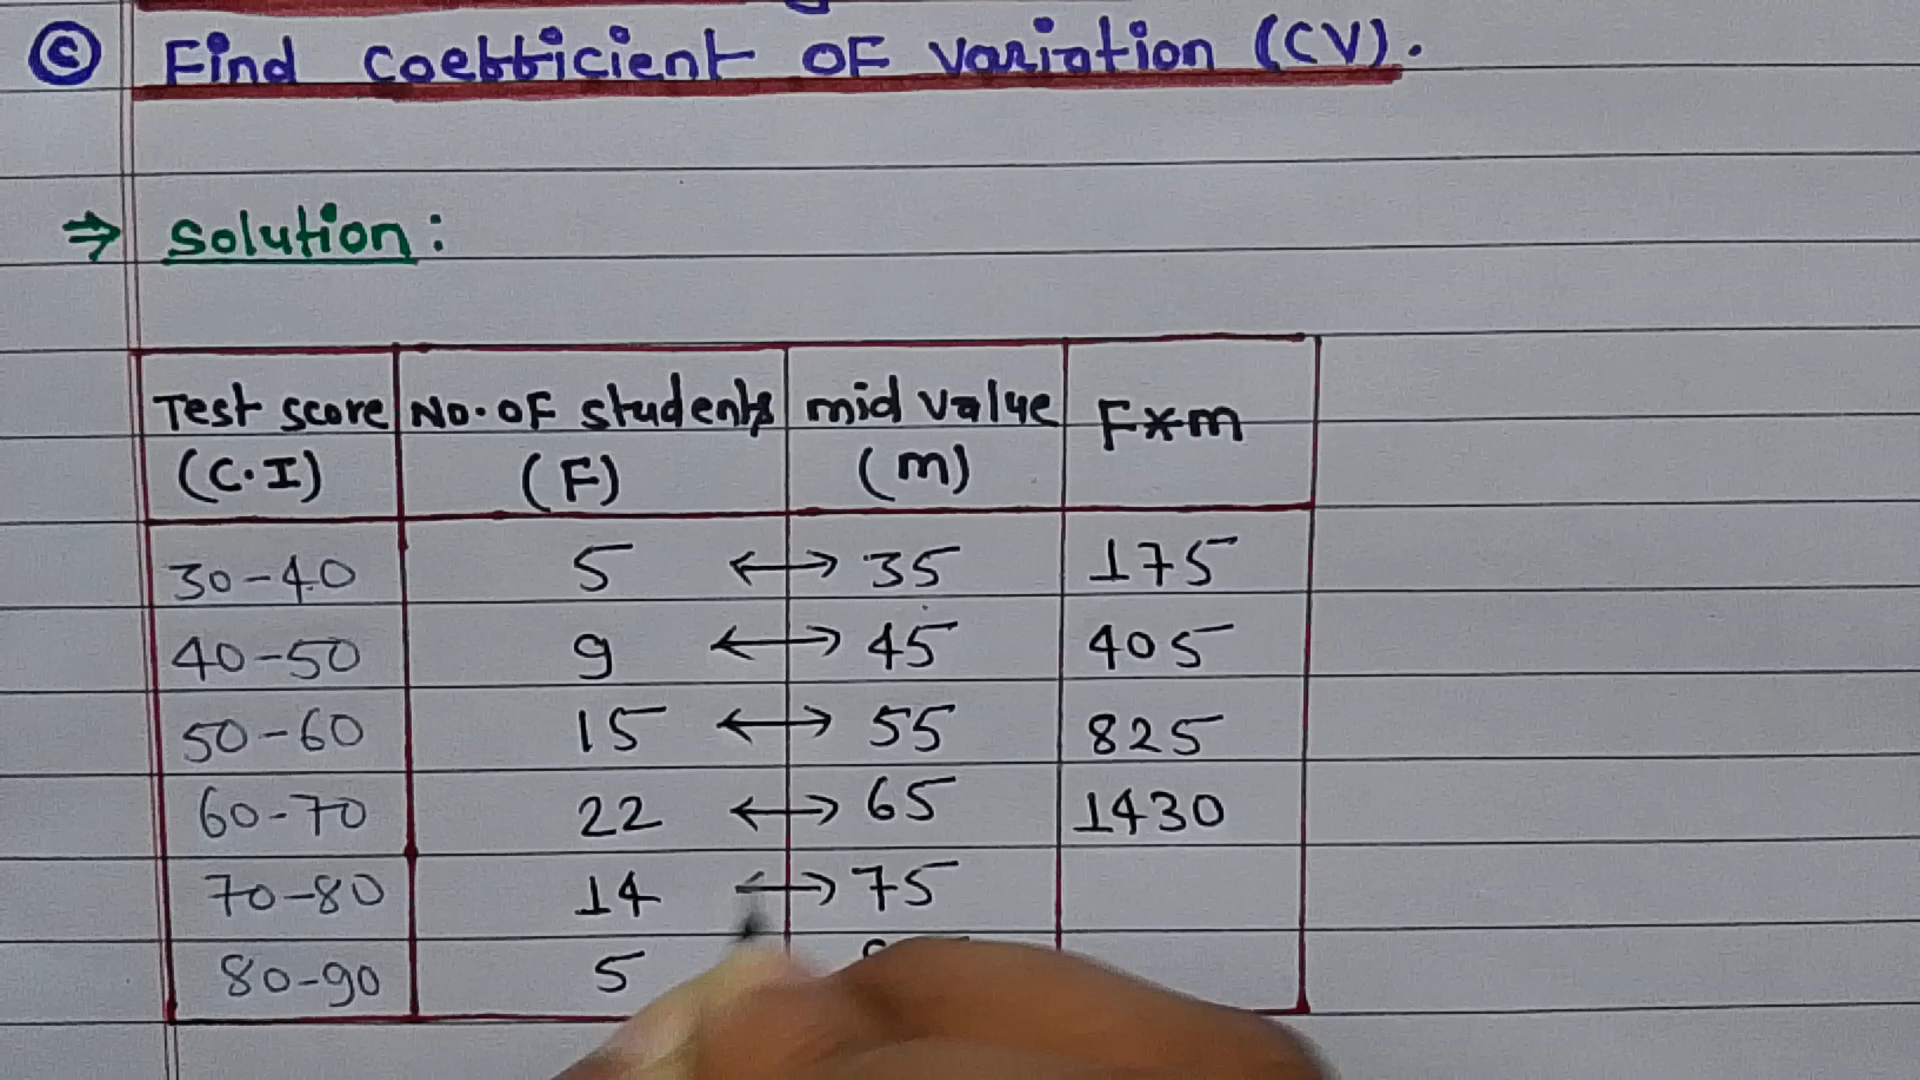 C Find coefficient OF Variation (CV).
⇒ Solution:
Test score No. OF students mid value F*m
(C.I) (F) (m)
30-40 5 ↔ 35 175
40-50 9 ↔ 45 405
50-60 15 ↔ 55 825
60-70 22 ↔ 65 1430
70-80 14 ↔ 75
80-90 5